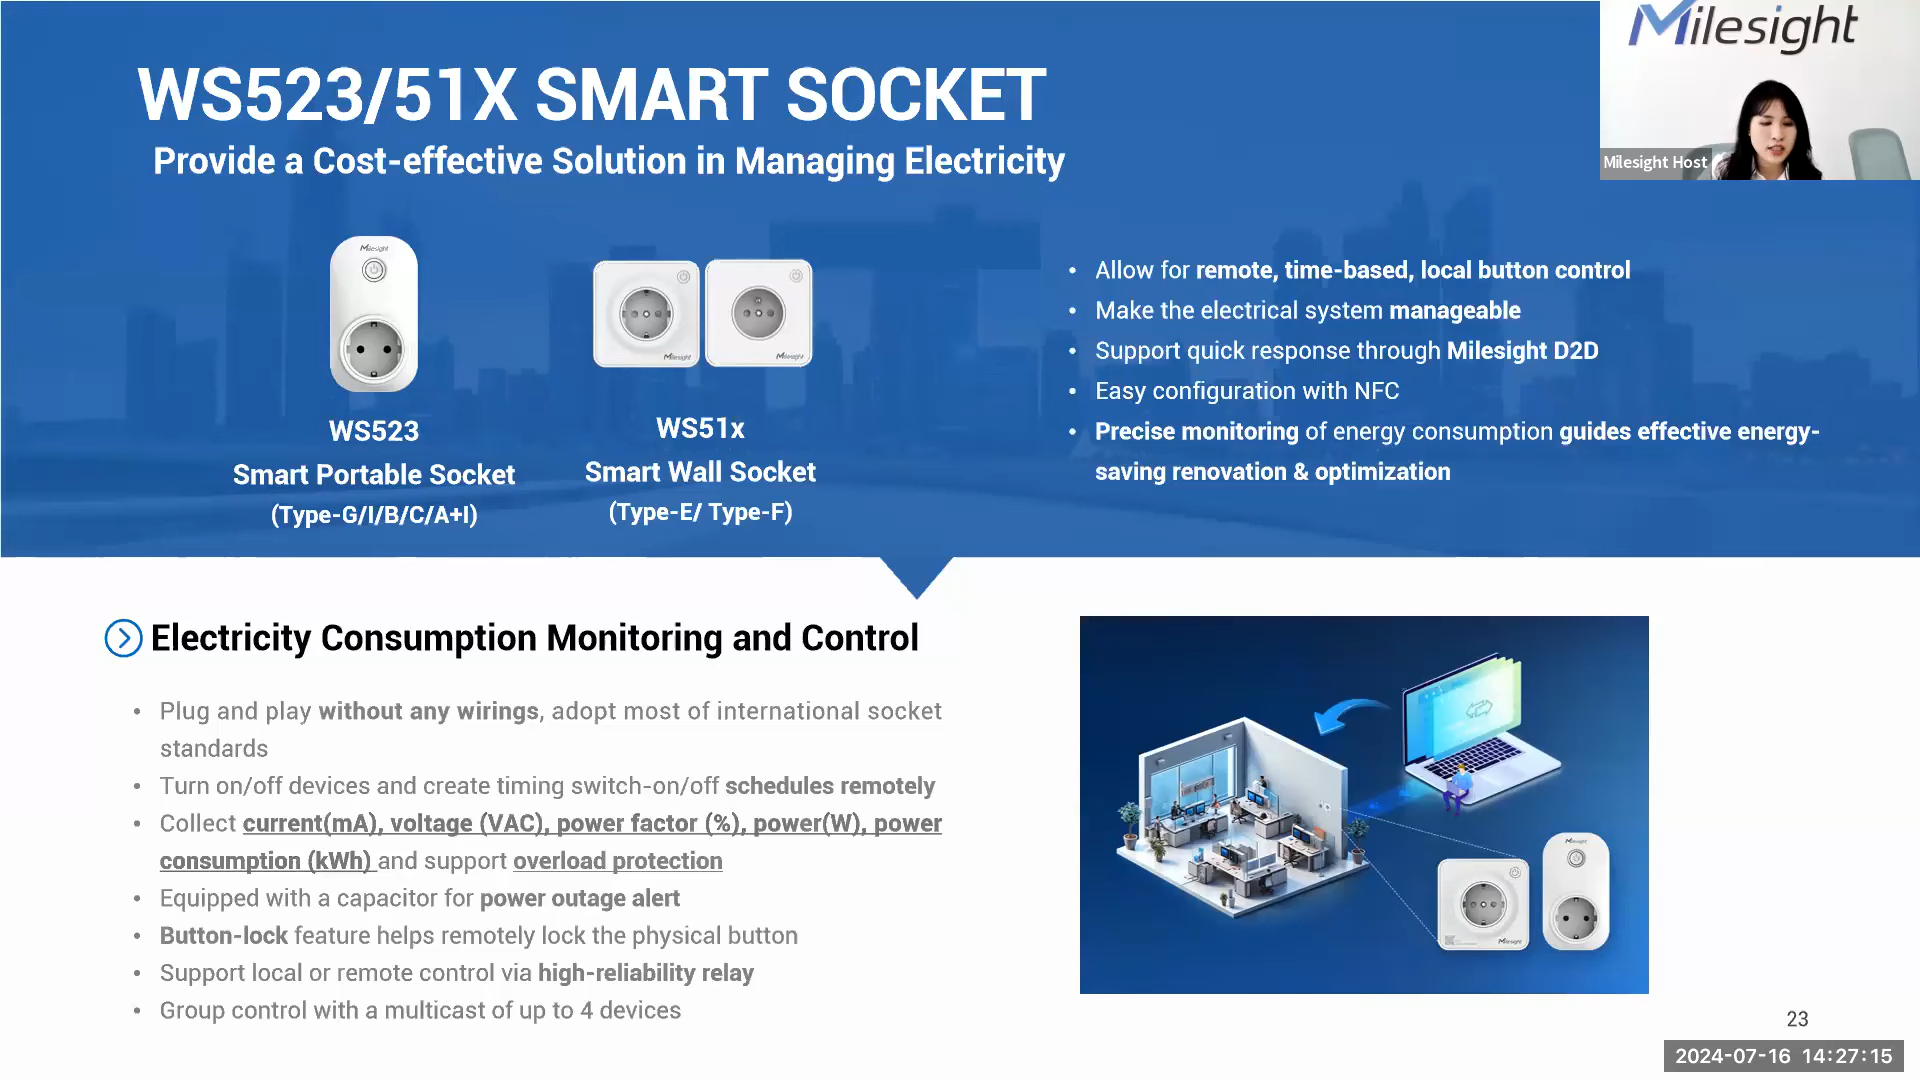 Milesight
Milesight Host
WS523/51X SMART SOCKET
Provide a Cost-effective Solution in Managing Electricity
Milesight
Milesight
Milesight
WS523
Smart Portable Socket
(Type-G/I/B/C/A+I)
WS51x
Smart Wall Socket
(Type-E/ Type-F)
• Allow for remote, time-based, local button control
• Make the electrical system manageable
• Support quick response through Milesight D2D
• Easy configuration with NFC
• Precise monitoring of energy consumption guides effective energy-
saving renovation & optimization
Electricity Consumption Monitoring and Control
• Plug and play without any wirings, adopt most of international socket
standards
• Turn on/off devices and create timing switch-on/off schedules remotely
• Collect current(mA), voltage (VAC), power factor (%), power(W), power
consumption (kWh) and support overload protection
• Equipped with a capacitor for power outage alert
• Button-lock feature helps remotely lock the physical button
• Support local or remote control via high-reliability relay
• Group control with a multicast of up to 4 devices
Milesight
Milesight
23
2024-07-16 14:27:15